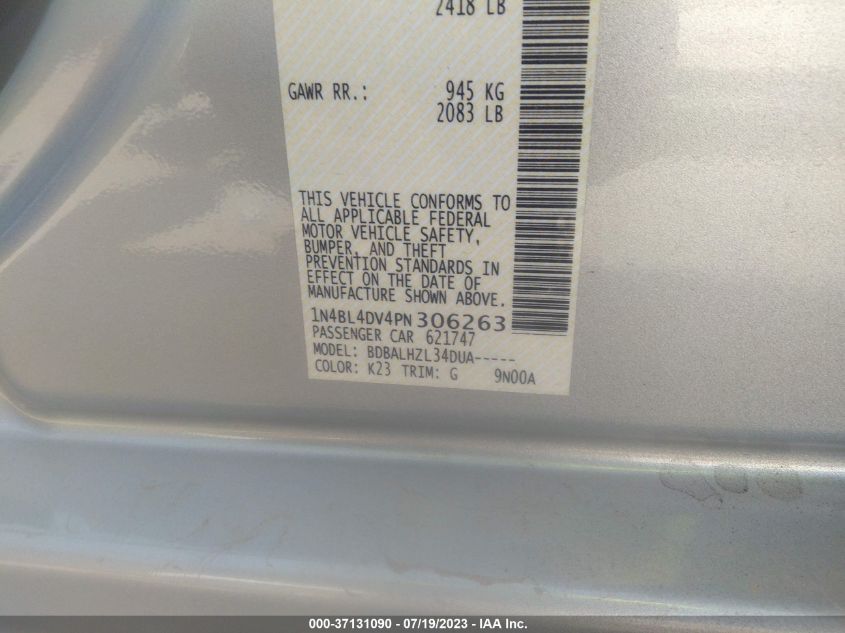 2418 LB
GAWR RR.: 945 KG
2083 LB
THIS VEHICLE CONFORMS TO
ALL APPLICABLE FEDERAL
MOTOR VEHICLE SAFETY,
BUMPER, AND THEFT
PREVENTION STANDARDS IN
EFFECT ON THE DATE OF
MANUFACTURE SHOWN ABOVE.
1N4BL4DV4PN306263
PASSENGER CAR 621747
MODEL: BDBALHZL34DUA-----
COLOR: K23 TRIM: G 9N00A
000-37131090 - 07/19/2023 - IAA Inc.